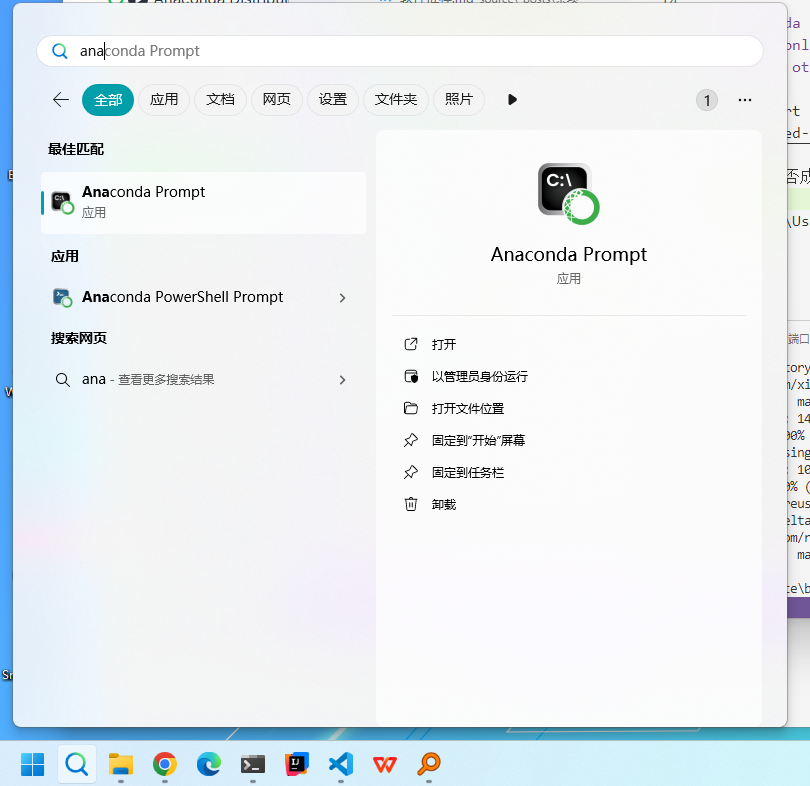 anaconda Prompt
全部
应用
文档
网页
设置
文件夹
照片
1
最佳匹配
Anaconda Prompt
应用
应用
Anaconda PowerShell Prompt
搜索网页
ana - 查看更多搜索结果
C:\
Anaconda Prompt
应用
打开
以管理员身份运行
打开文件位置
固定到“开始”屏幕
固定到任务栏
卸载